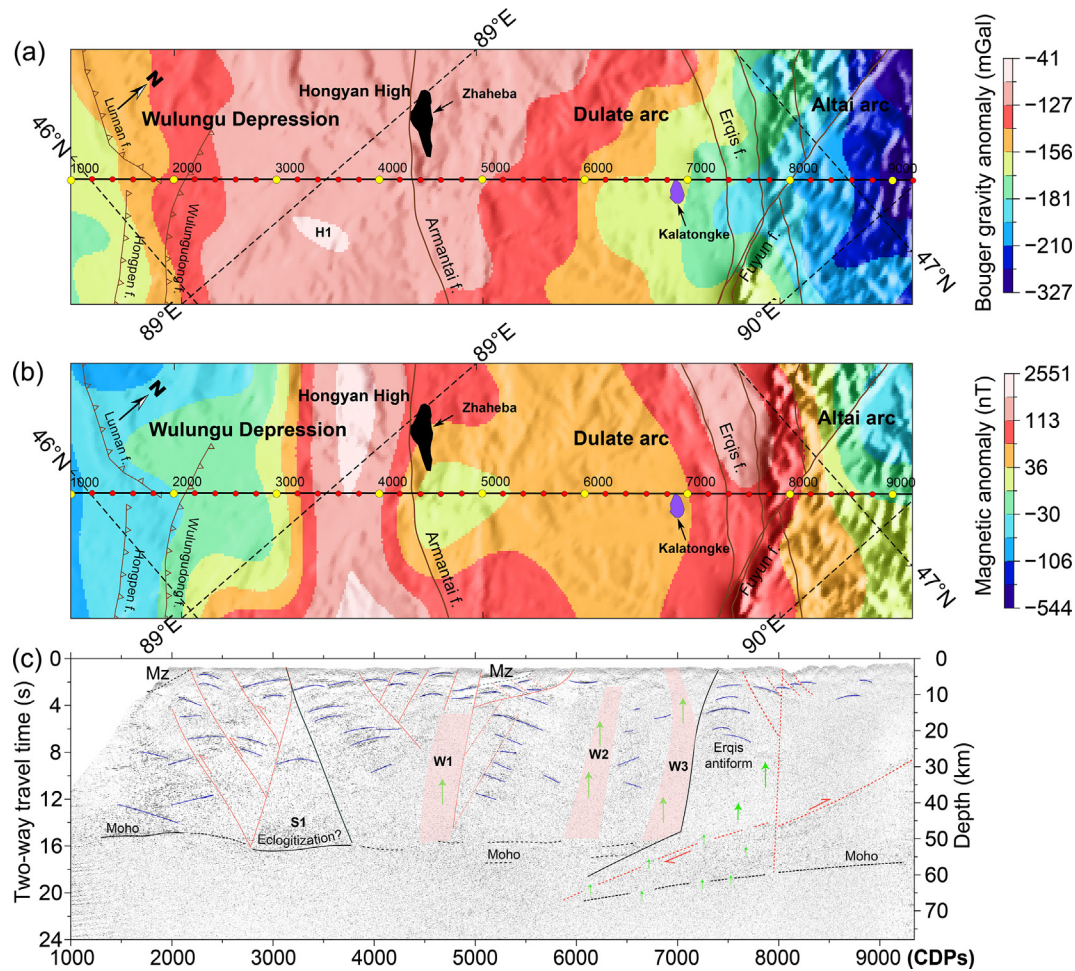 (a)
89°E
Hongyan High
Zhaheba
N
Lunnan f.
Wulungu Depression
Dulate arc
Altai arc
Erqis f.
46°N
1000
2000
3000
4000
5000
6000
7000
8000
9000
H1
Kalatongke
Hongpen f.
Wulungudong f.
Armantai f.
Fuyun f.
47°N
89°E
90°E
−41
−127
−156
−181
−210
−327
Bouger gravity anomaly (mGal)
(b)
89°E
Hongyan High
Zhaheba
N
Lunnan f.
Wulungu Depression
Dulate arc
Altai arc
Erqis f.
46°N
1000
2000
3000
4000
5000
6000
7000
8000
9000
Kalatongke
Hongpen f.
Wulungudong f.
Armantai f.
Fuyun f.
47°N
89°E
90°E
2551
113
36
−30
−106
−544
Magnetic anomaly (nT)
(c)
Mz
Mz
W1
W2
W3
Erqis
antiform
S1
Eclogitization?
Moho
Moho
Moho
0
4
8
12
16
20
24
Two-way travel time (s)
0
10
20
30
40
50
60
70
Depth (km)
1000
2000
3000
4000
5000
6000
7000
8000
9000
(CDPs)